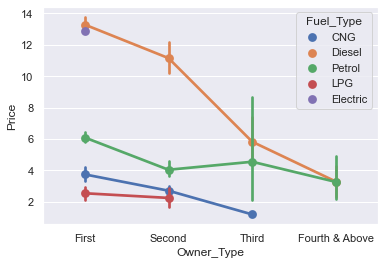 Fuel_Type
CNG
Diesel
Petrol
LPG
Electric
14
12
10
8
6
4
2
Price
First Second Third Fourth & Above
Owner_Type